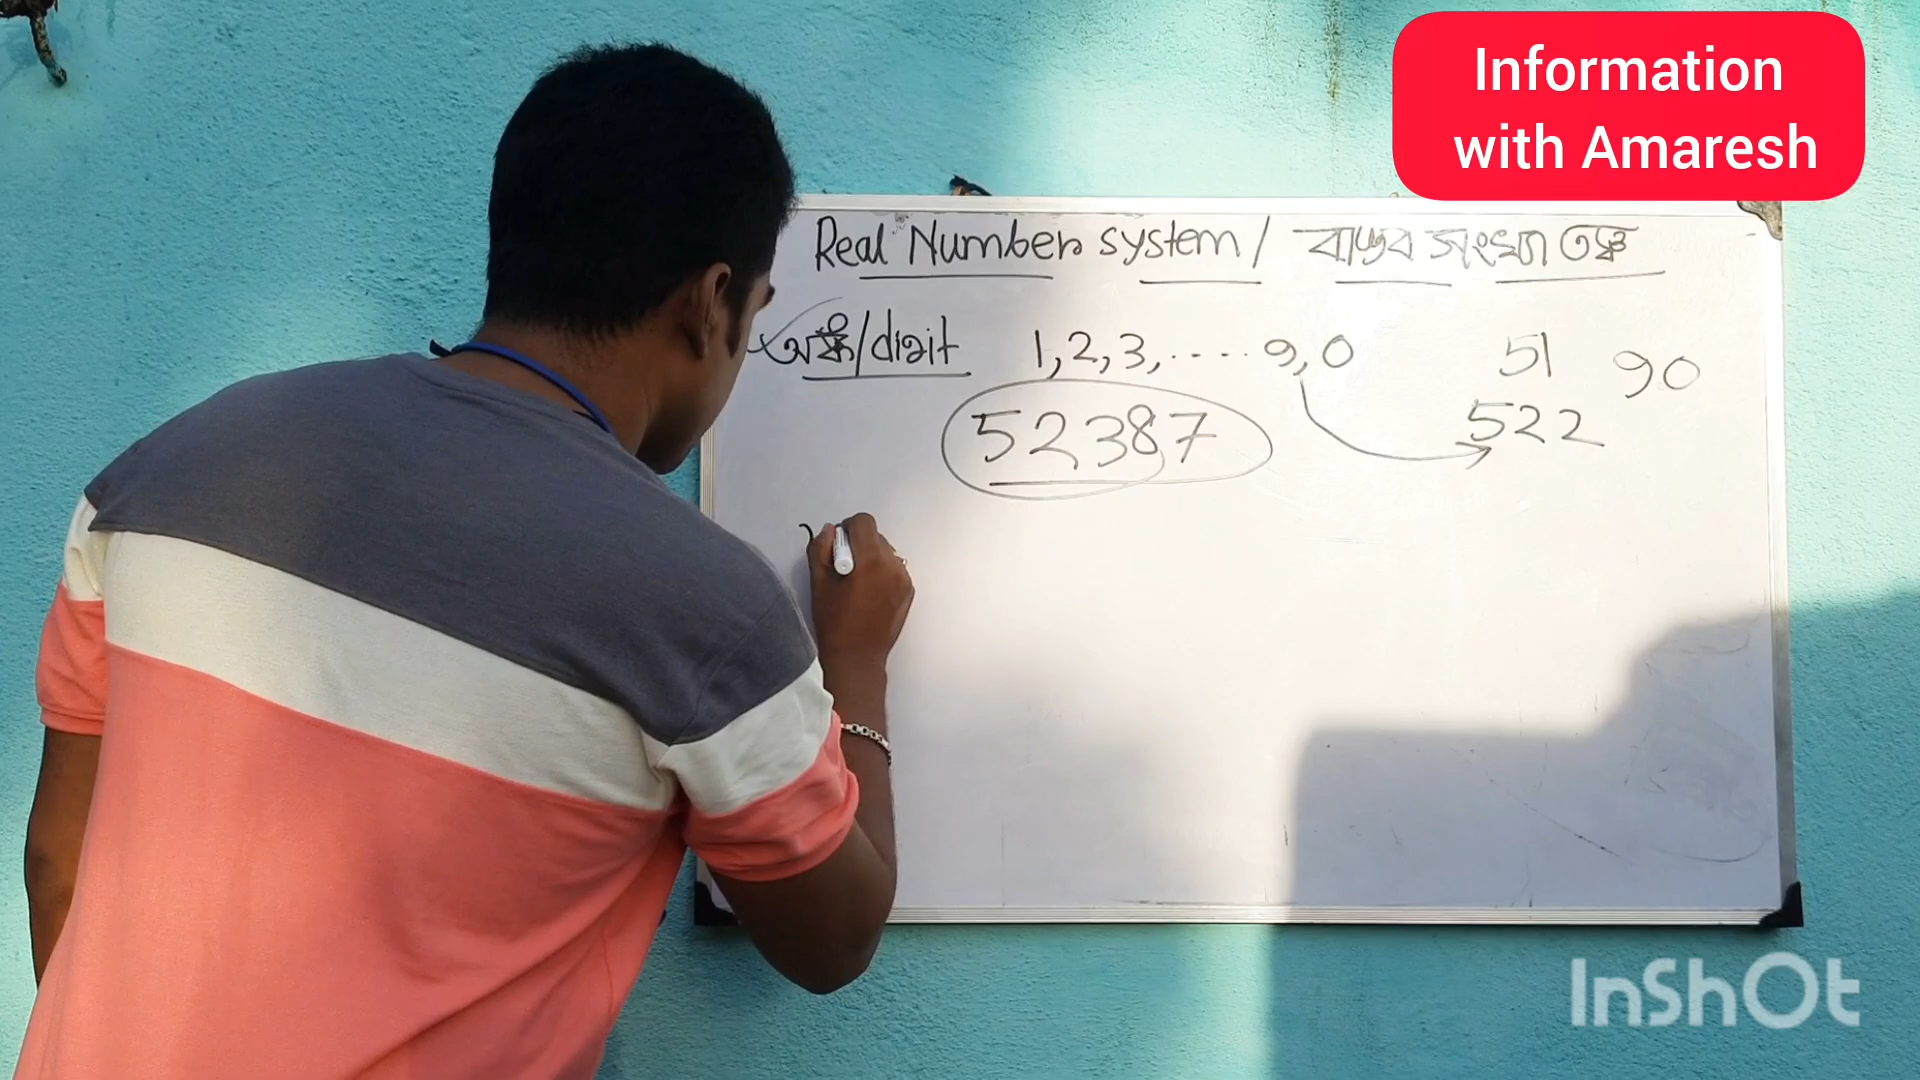 Information
with Amaresh
Real Number system / বাস্তব সংখ্যা তন্ত্র
অঙ্ক/digit 1,2,3,.....9,0 51 90
52387 522
InShOt